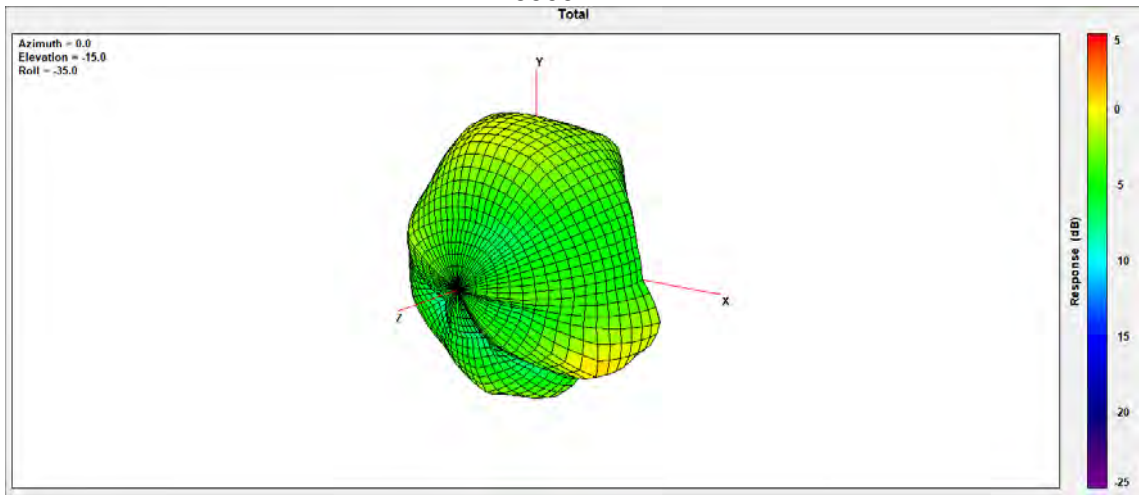 Total
Azimuth = 0.0
Elevation = -15.0
Roll = -35.0
Y
X
Z
5
0
-5
-10
-15
-20
-25
Response (dB)